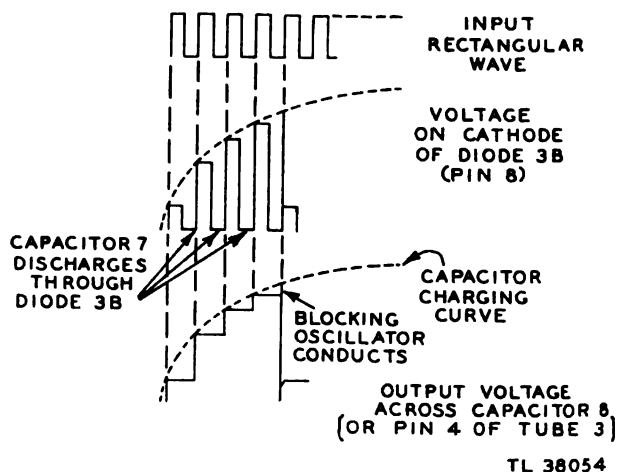 INPUT
RECTANGULAR
WAVE
VOLTAGE
ON CATHODE
OF DIODE 3B
(PIN 8)
CAPACITOR 7
DISCHARGES
THROUGH
DIODE 3B
CAPACITOR
CHARGING
CURVE
BLOCKING
OSCILLATOR
CONDUCTS
OUTPUT VOLTAGE
ACROSS CAPACITOR 8
(OR PIN 4 OF TUBE 3)
TL 38054